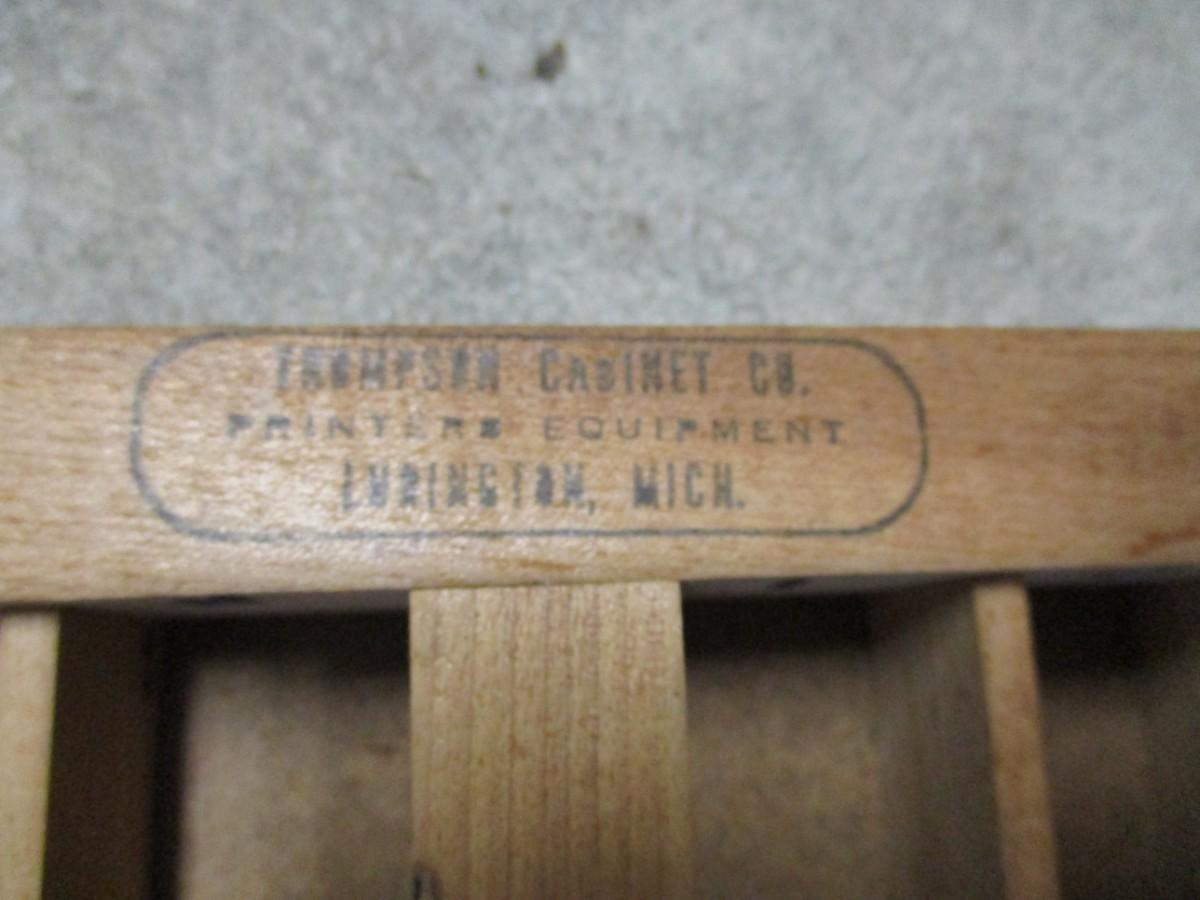 THOMPSON CABINET CO.
PRINTERS EQUIPMENT
LUDINGTON, MICH.